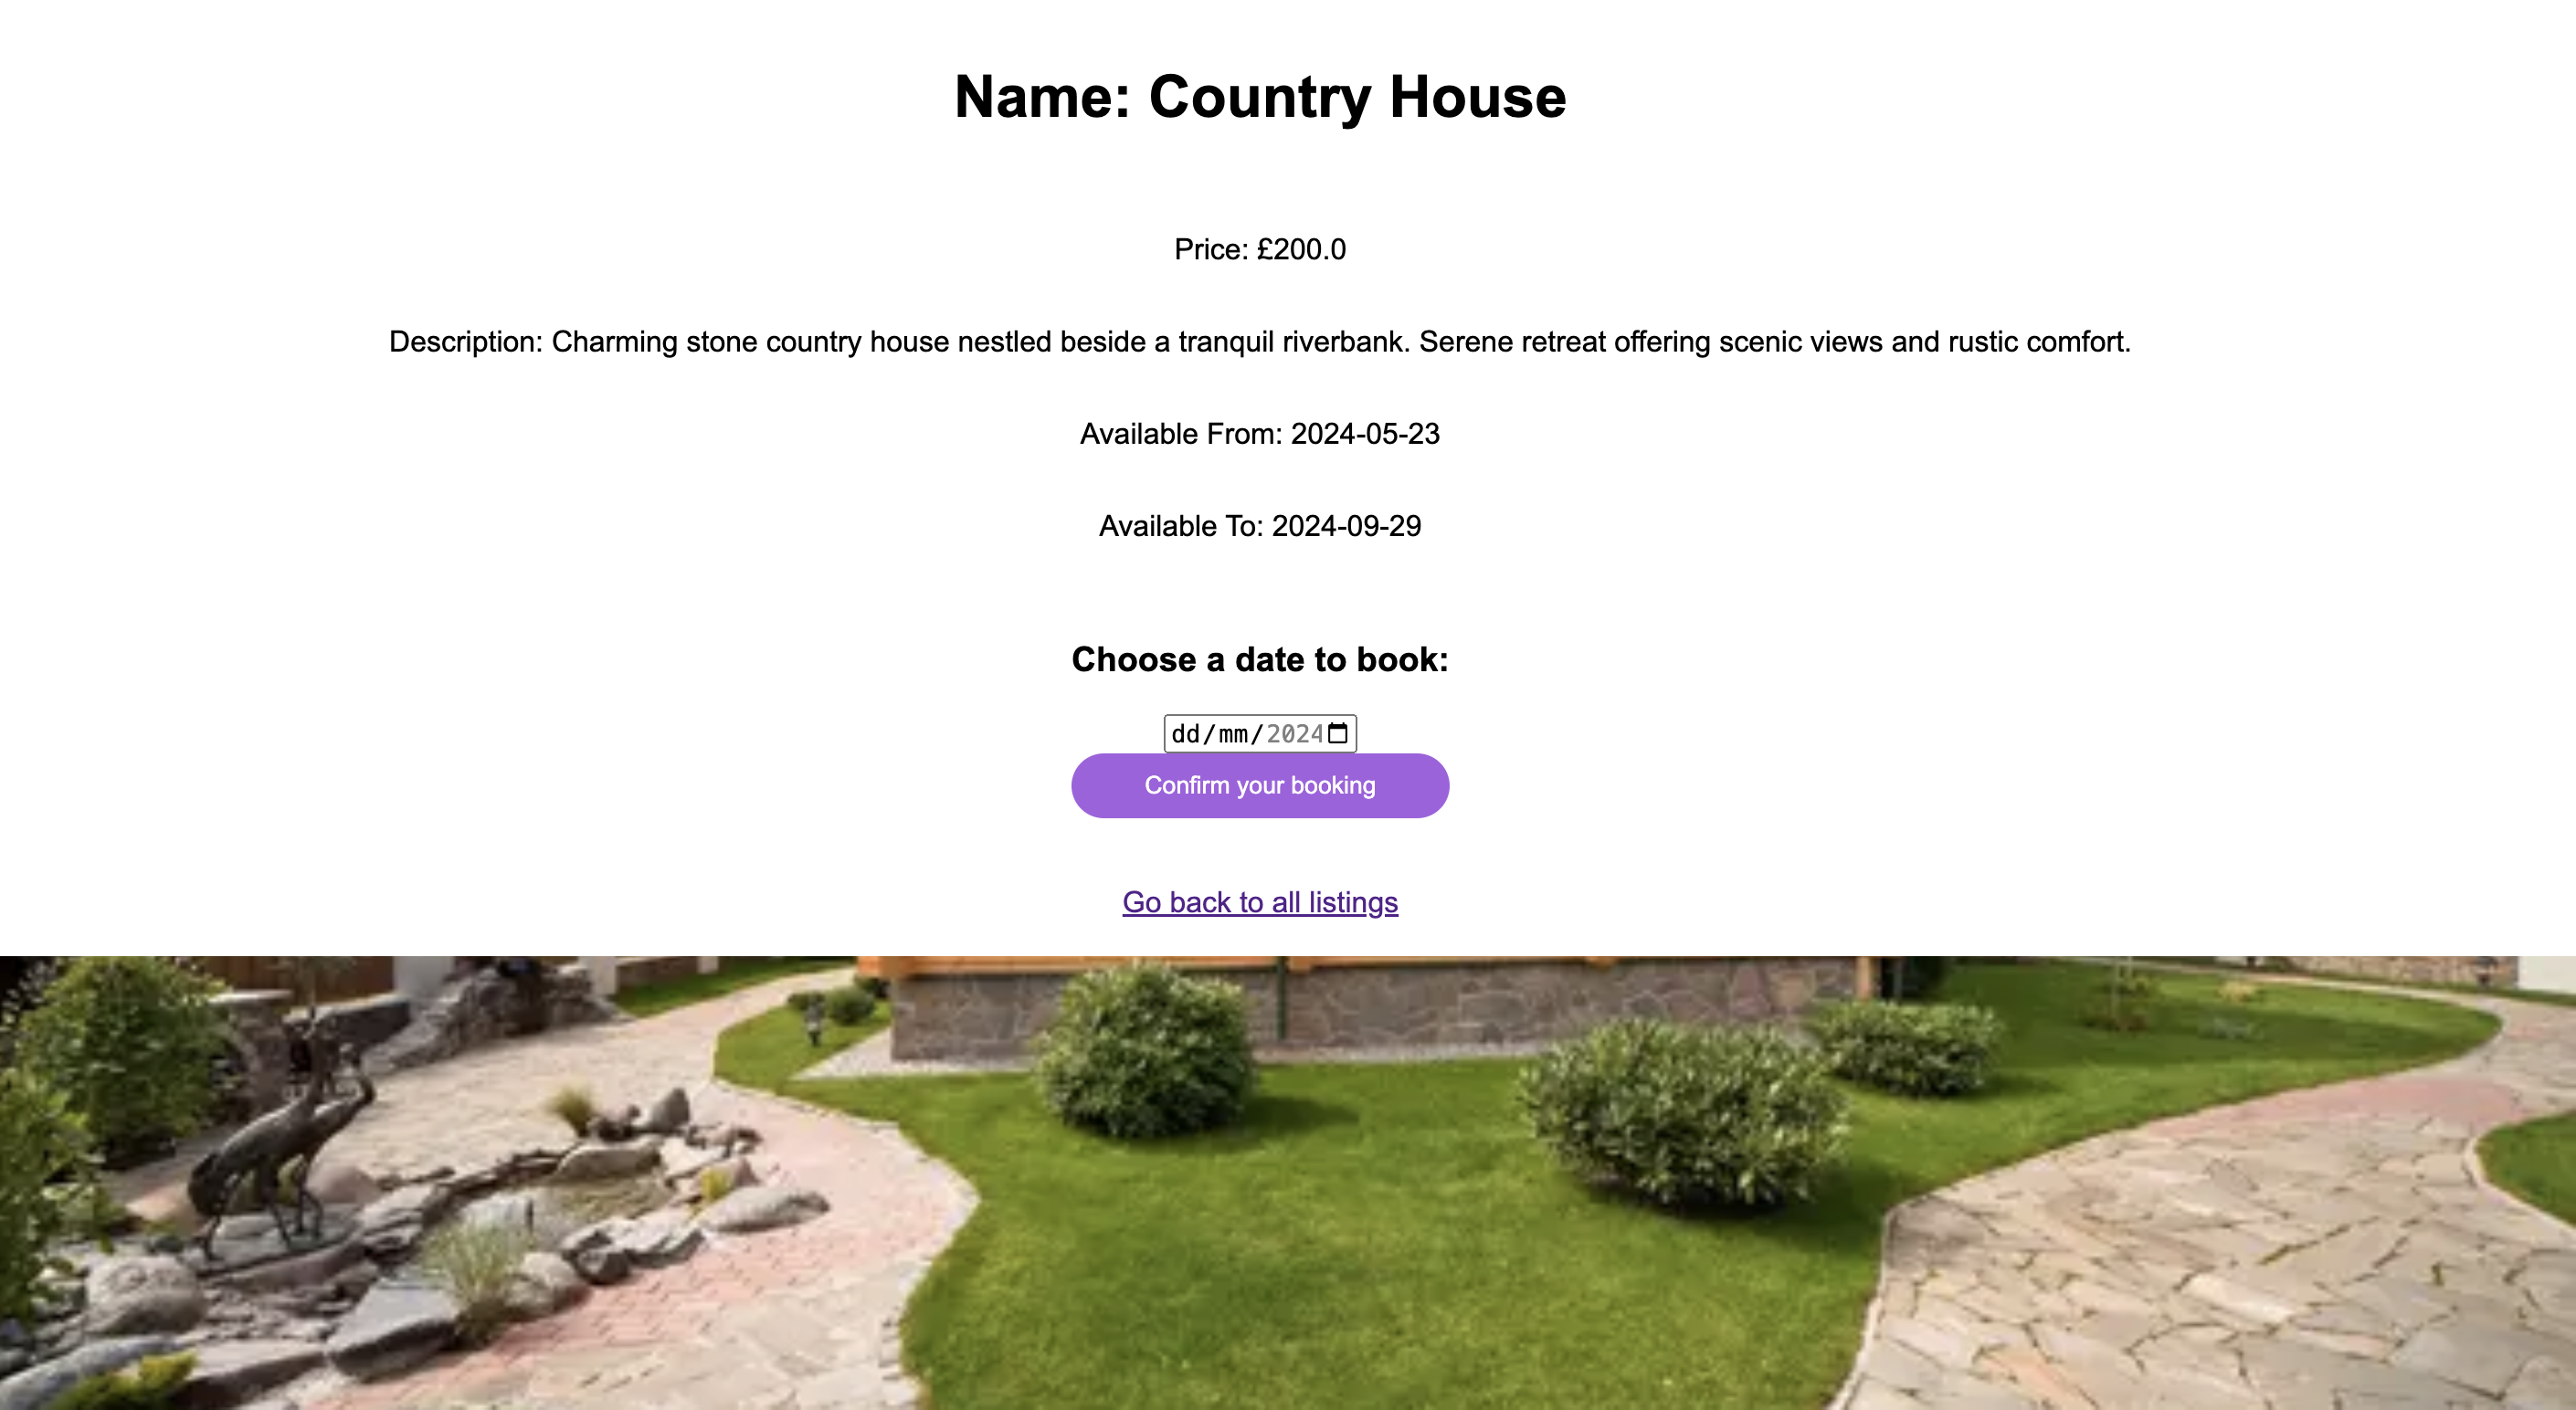 Name: Country House
Price: £200.0
Description: Charming stone country house nestled beside a tranquil riverbank. Serene retreat offering scenic views and rustic comfort.
Available From: 2024-05-23
Available To: 2024-09-29
Choose a date to book:
dd/mm/2024
Confirm your booking
Go back to all listings